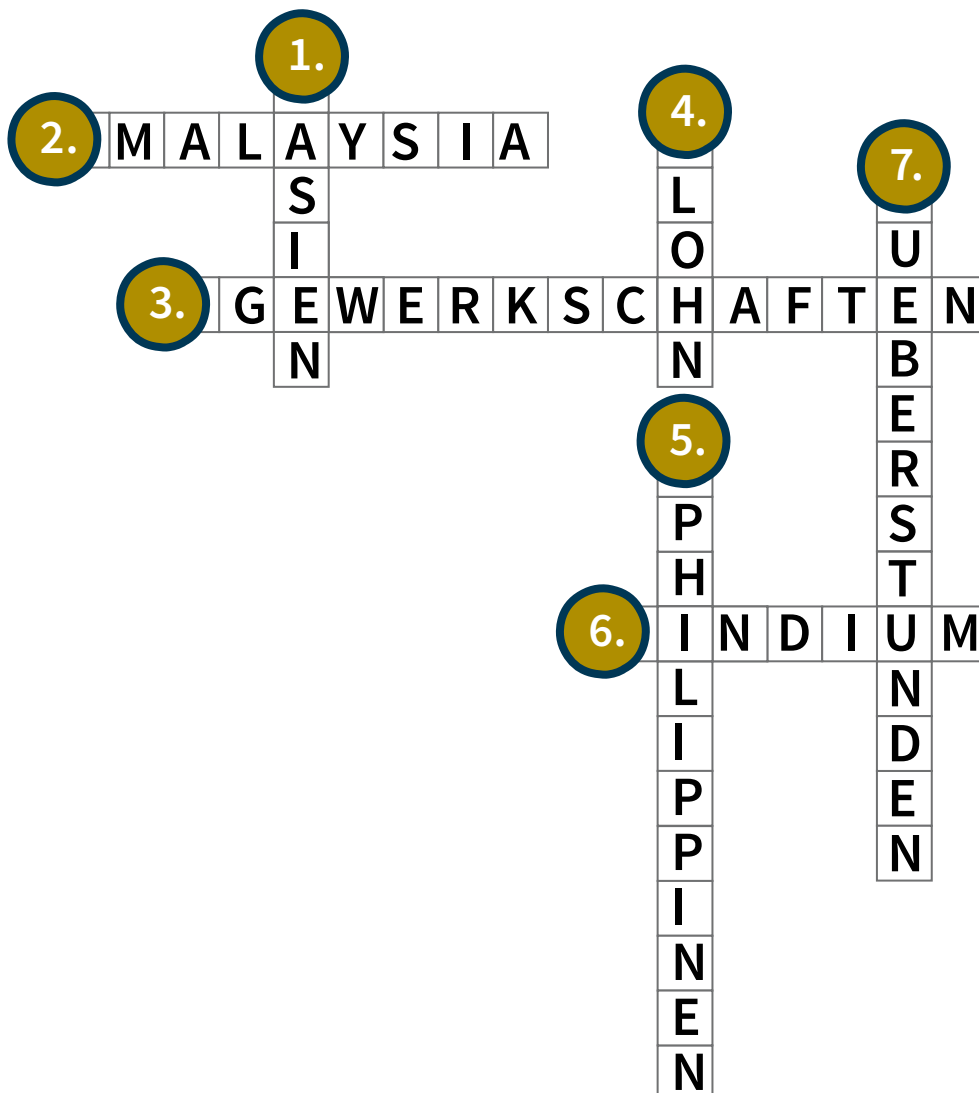 1.
2. MALAYSIA
ASIEN
3. GEWERKSCHAFTEN
4.
LOHN
5.
PHILIPPINEN
6. INDIUM
7.
UEBERSTUNDEN